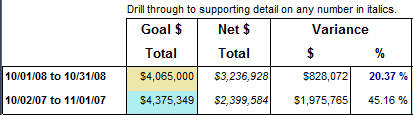 Drill through to supporting detail on any number in italics.
Goal $ Net $ Variance
Total Total $ %
10/01/08 to 10/31/08 $4,065,000 $3,236,928 $828,072 20.37 %
10/02/07 to 11/01/07 $4,375,349 $2,399,584 $1,975,765 45.16 %